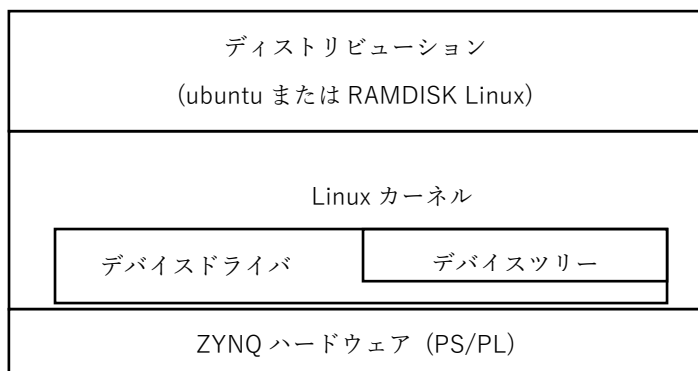 ディストリビューション
(ubuntu または RAMDISK Linux)
Linux カーネル
デバイスドライバ
デバイスツリー
ZYNQ ハードウェア (PS/PL)